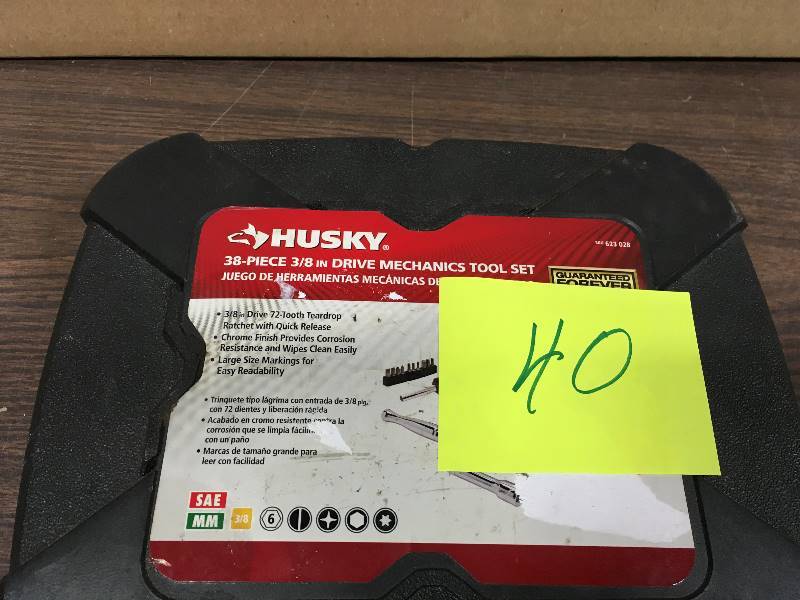 HUSKY®
623 028
38-PIECE 3/8 IN DRIVE MECHANICS TOOL SET
JUEGO DE HERRAMIENTAS MECÁNICAS DE
GUARANTEED
FOREVER
• 3/8 in Drive 72-Tooth Teardrop
Ratchet with Quick Release
• Chrome Finish Provides Corrosion
Resistance and Wipes Clean Easily
• Large Size Markings for
Easy Readability
• Trinquete tipo lágrima con entrada de 3/8 plg,
con 72 dientes y liberación rápida
• Acabado en cromo resistente contra la
corrosión que se limpia fácilm
con un paño
• Marcas de tamaño grande para
leer con facilidad
40
SAE
MM
3/8
6